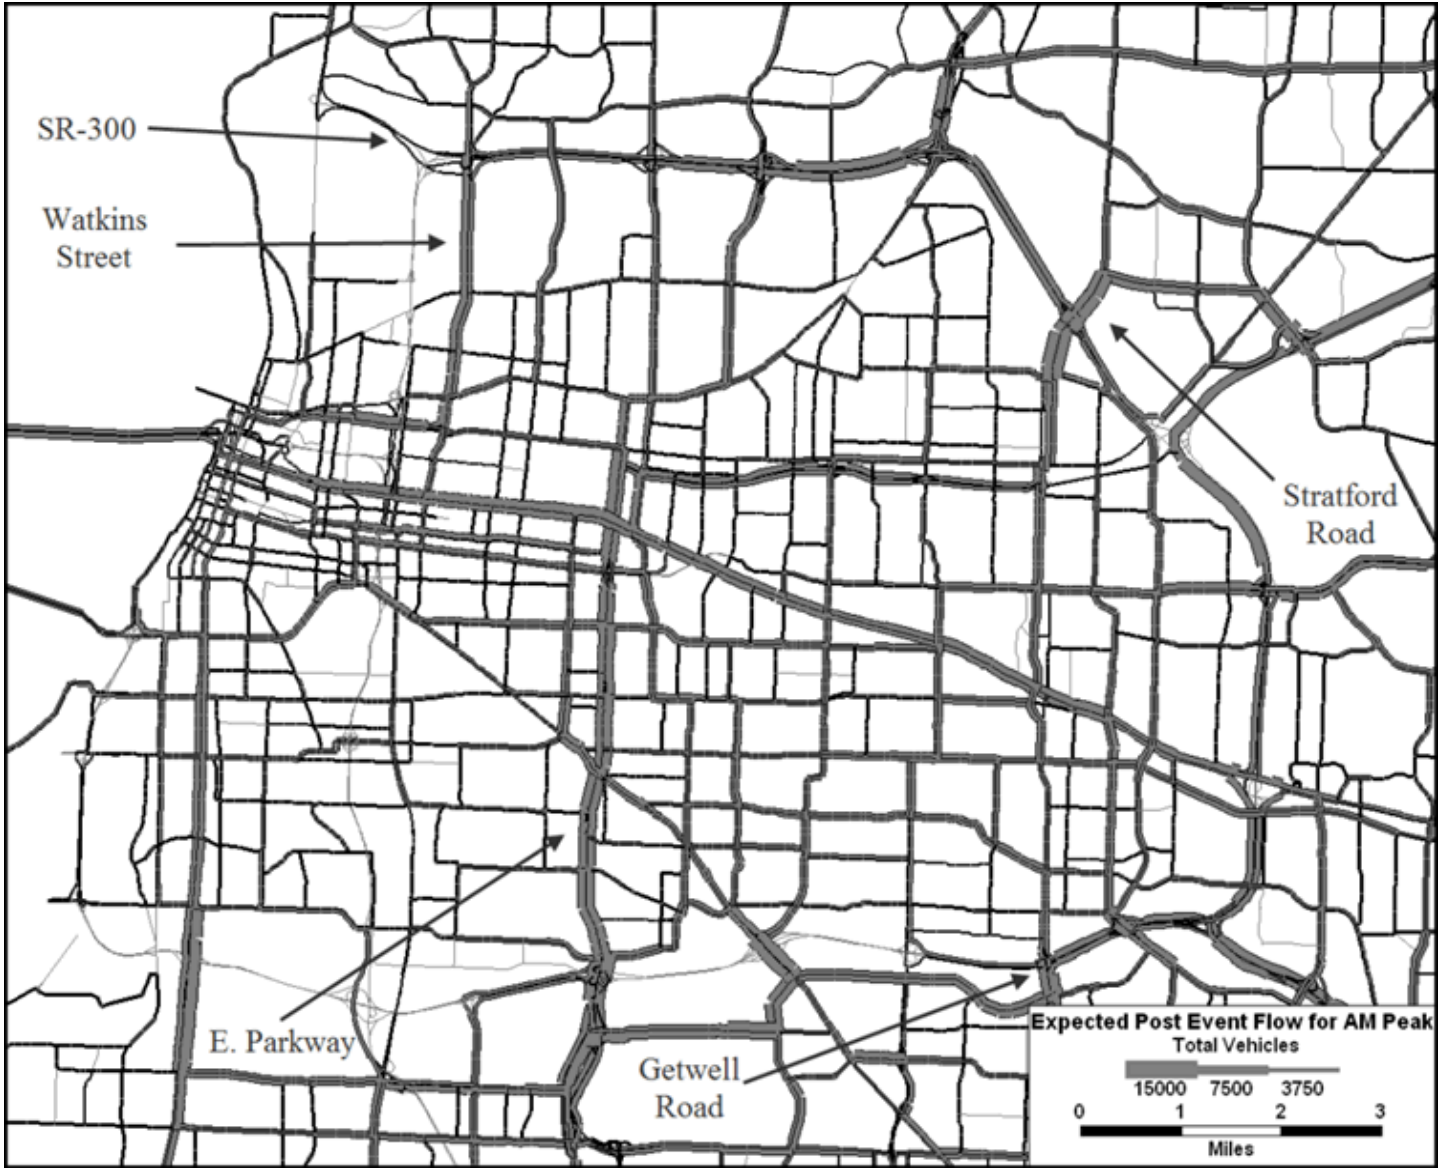 SR-300
Watkins
Street
Stratford
Road
E. Parkway
Getwell
Road
Expected Post Event Flow for AM Peak
Total Vehicles
15000 7500 3750
0 1 2 3
Miles